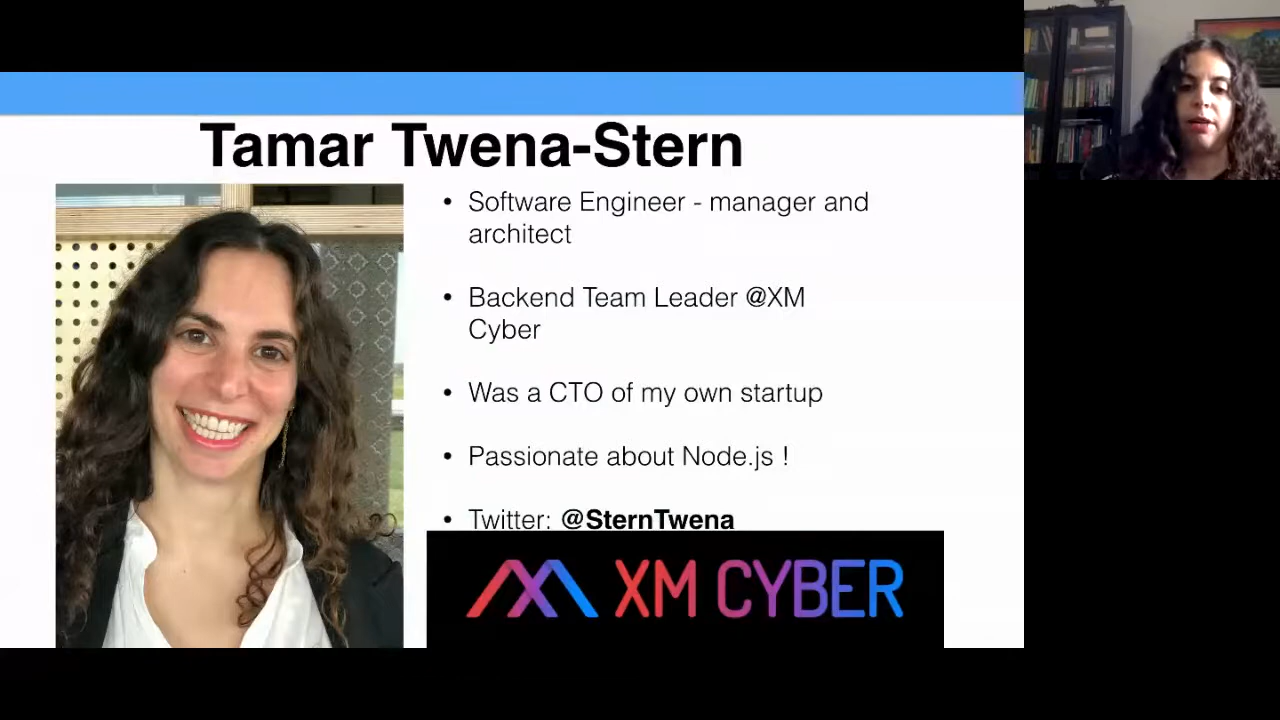 Tamar Twena-Stern
• Software Engineer - manager and
architect
• Backend Team Leader @XM
Cyber
• Was a CTO of my own startup
• Passionate about Node.js !
• Twitter: @SternTwena
XM CYBER